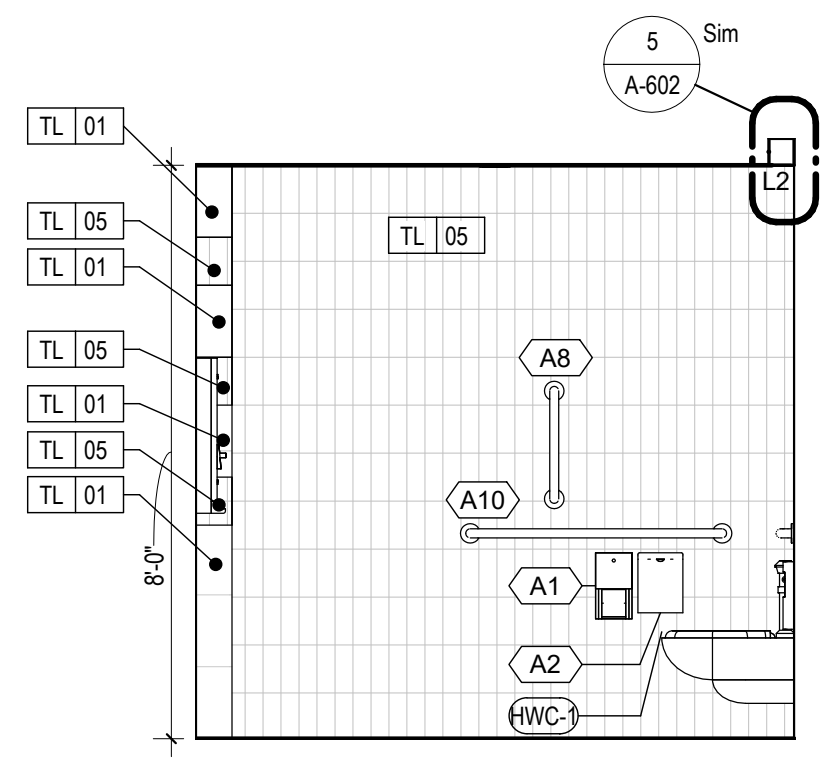 5
Sim
A-602
L2
TL 01
TL 05
TL 01
TL 05
TL 05
TL 01
TL 05
TL 01
8'-0"
A8
A10
A1
A2
HWC-1